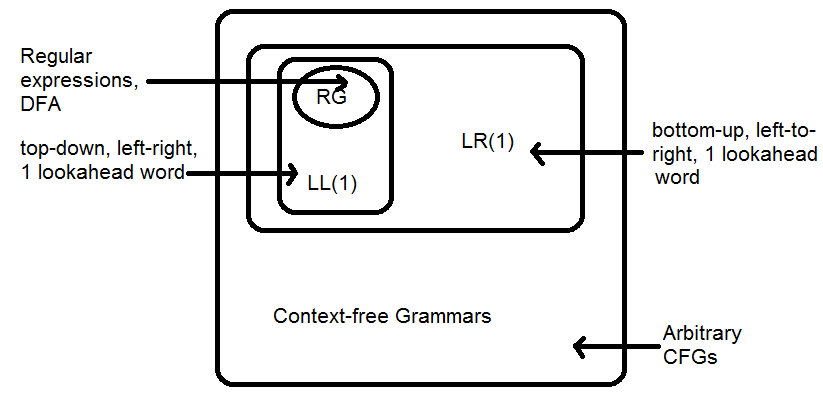 Regular
expressions,
DFA
RG
top-down, left-right,
1 lookahead word
LL(1)
LR(1)
bottom-up, left-to-
right, 1 lookahead
word
Context-free Grammars
Arbitrary
CFGs